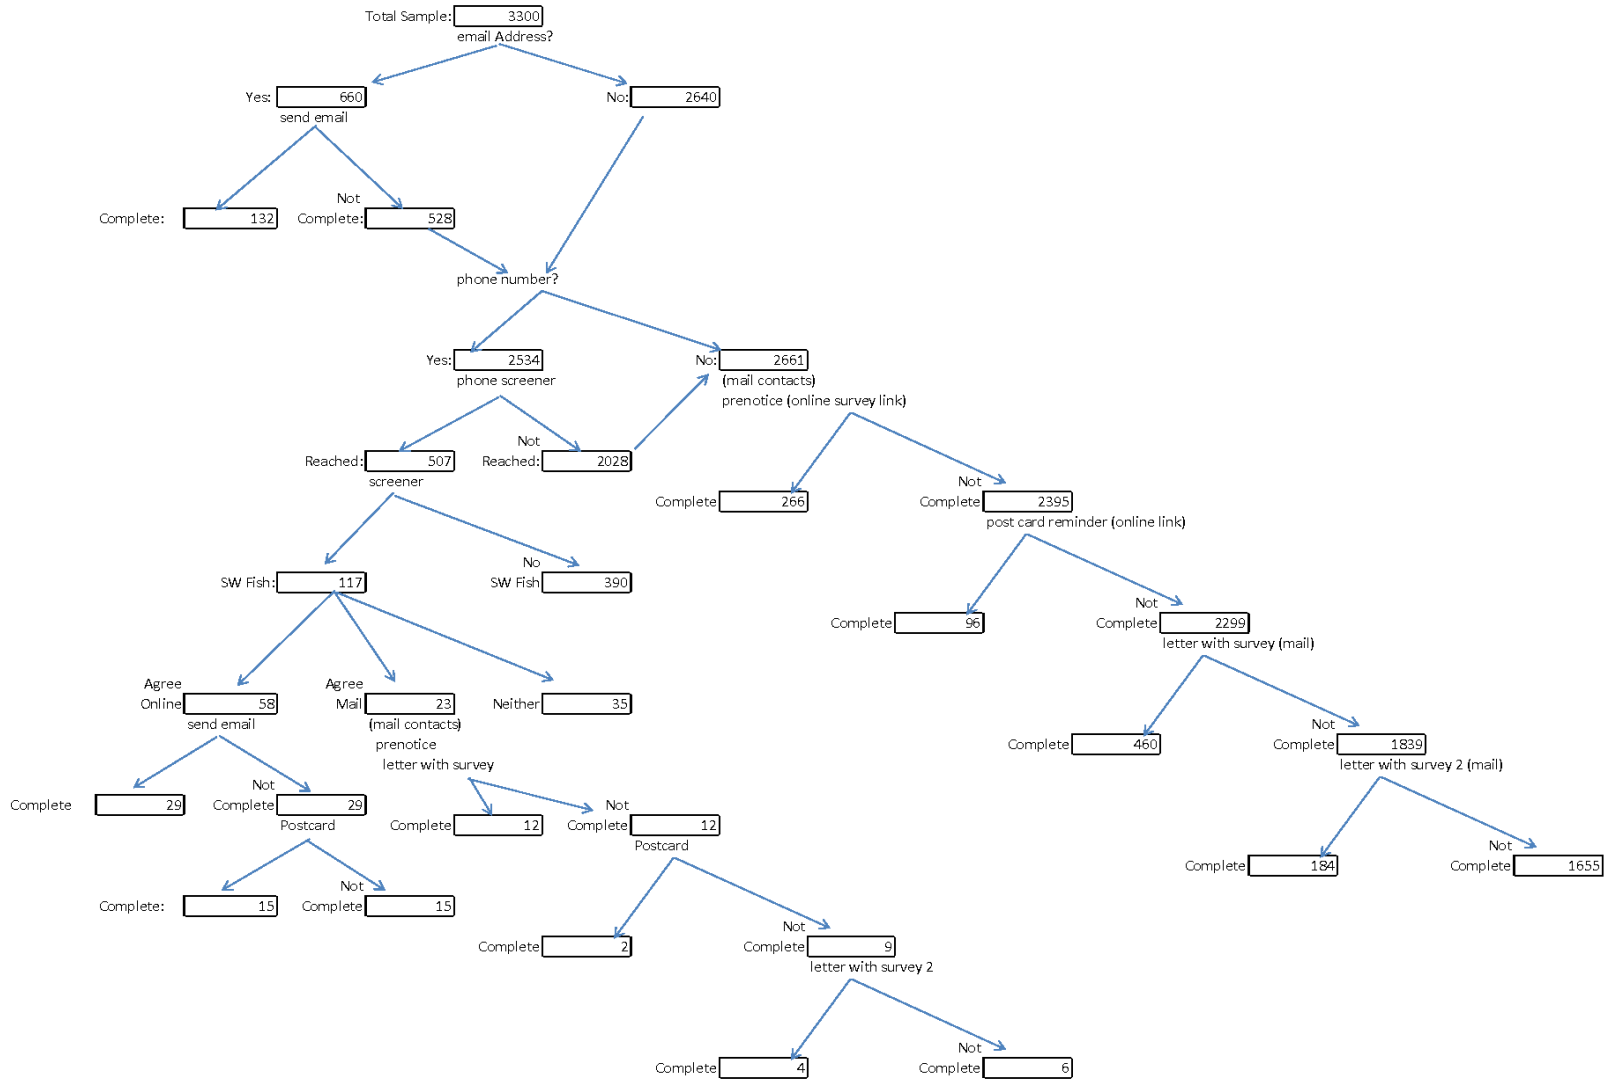 Total Sample: 3300
email Address?
Yes: 660
No: 2640
send email
Not
Complete: 132
Complete: 528
phone number?
Yes: 2534
No: 2661
phone screener
(mail contacts)
prenotice (online survey link)
Not
Reached: 507
Reached: 2028
screener
Not
Complete 266
Complete 2395
post card reminder (online link)
No
SW Fish: 117
SW Fish 390
Not
Complete 96
Complete 2299
letter with survey (mail)
Agree
Online 58
Agree
Mail 23
Neither 35
send email
(mail contacts)
prenotice
letter with survey
Not
Complete 460
Complete 1839
letter with survey 2 (mail)
Not
Complete 29
Complete 29
Postcard
Not
Complete 12
Complete 12
Postcard
Not
Complete 184
Complete 1655
Not
Complete: 15
Complete 15
Not
Complete 2
Complete 9
letter with survey 2
Not
Complete 4
Complete 6